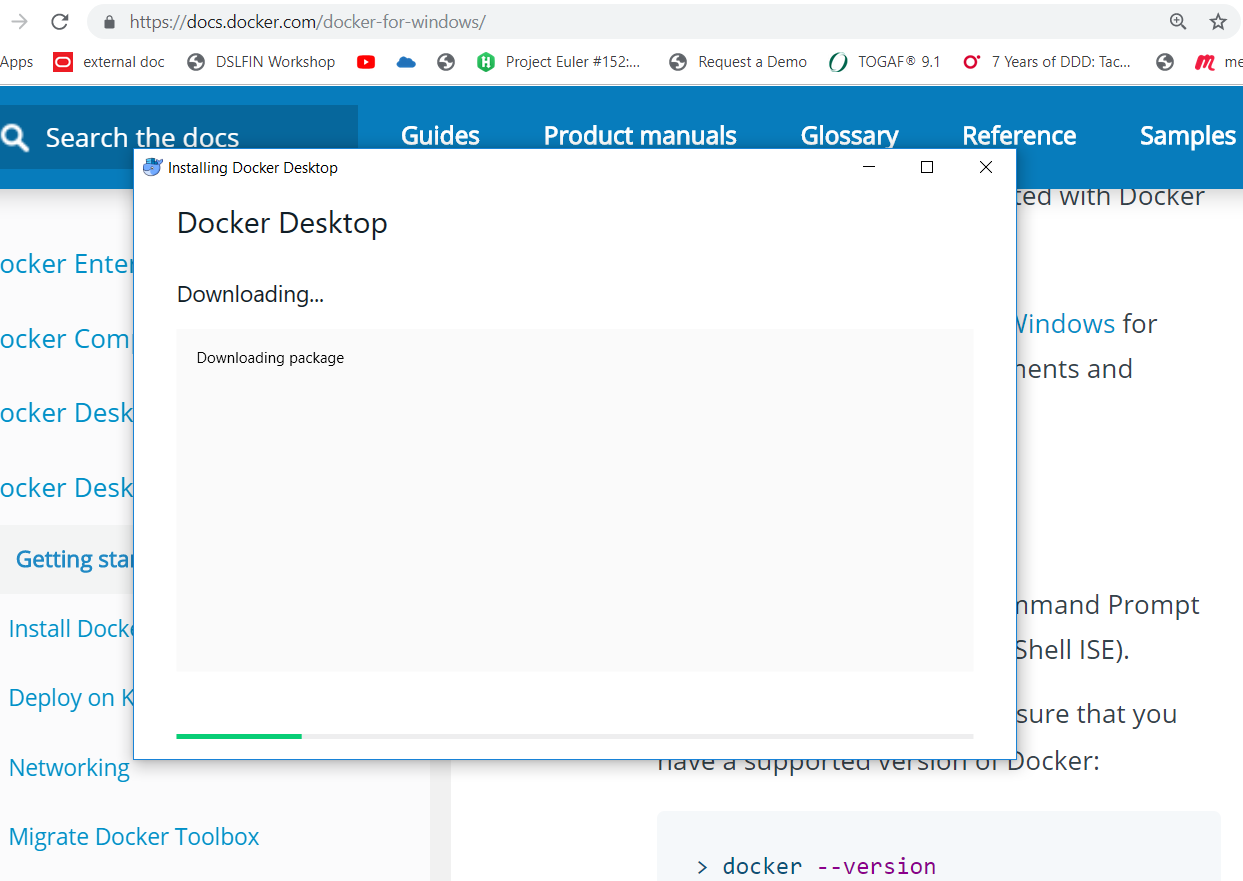 https://docs.docker.com/docker-for-windows/
Apps external doc DSLFIN Workshop Project Euler #152:... Request a Demo TOGAF® 9.1 7 Years of DDD: Tac... me
Search the docs Guides Product manuals Glossary Reference Samples
Installing Docker Desktop
ted with Docker
Docker Desktop
ocker Enter
Downloading...
Windows for
ocker Comp
Downloading package
ments and
ocker Desk
ocker Desk
Getting star
mmand Prompt
Install Docke
Shell ISE).
Deploy on K
sure that you
Networking
have a supported version of Docker:
Migrate Docker Toolbox
> docker --version